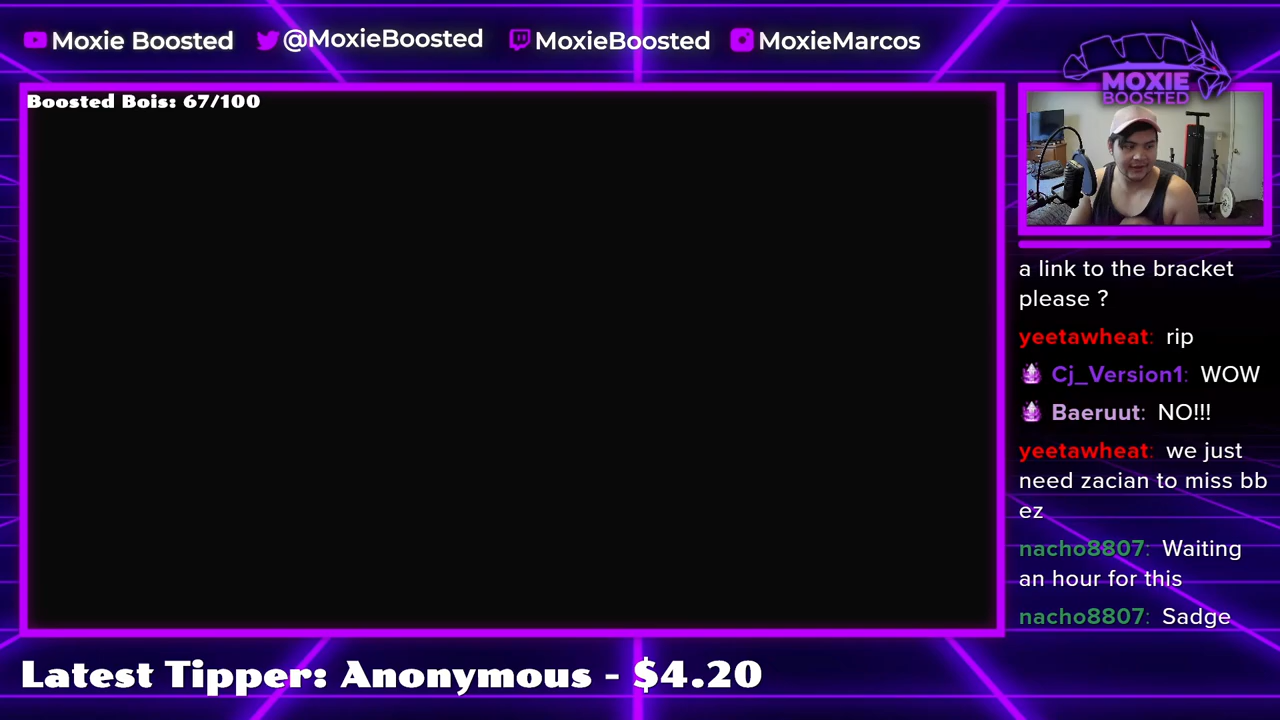 Moxie Boosted @MoxieBoosted MoxieBoosted MoxieMarcos
MOXIE
BOOSTED
Boosted Bois: 67/100
a link to the bracket
please ?
yeetawheat: rip
Cj_Version1: WOW
Baeruut: NO!!!
yeetawheat: we just
need zacian to miss bb
ez
nacho8807: Waiting
an hour for this
nacho8807: Sadge
Latest Tipper: Anonymous - $4.20